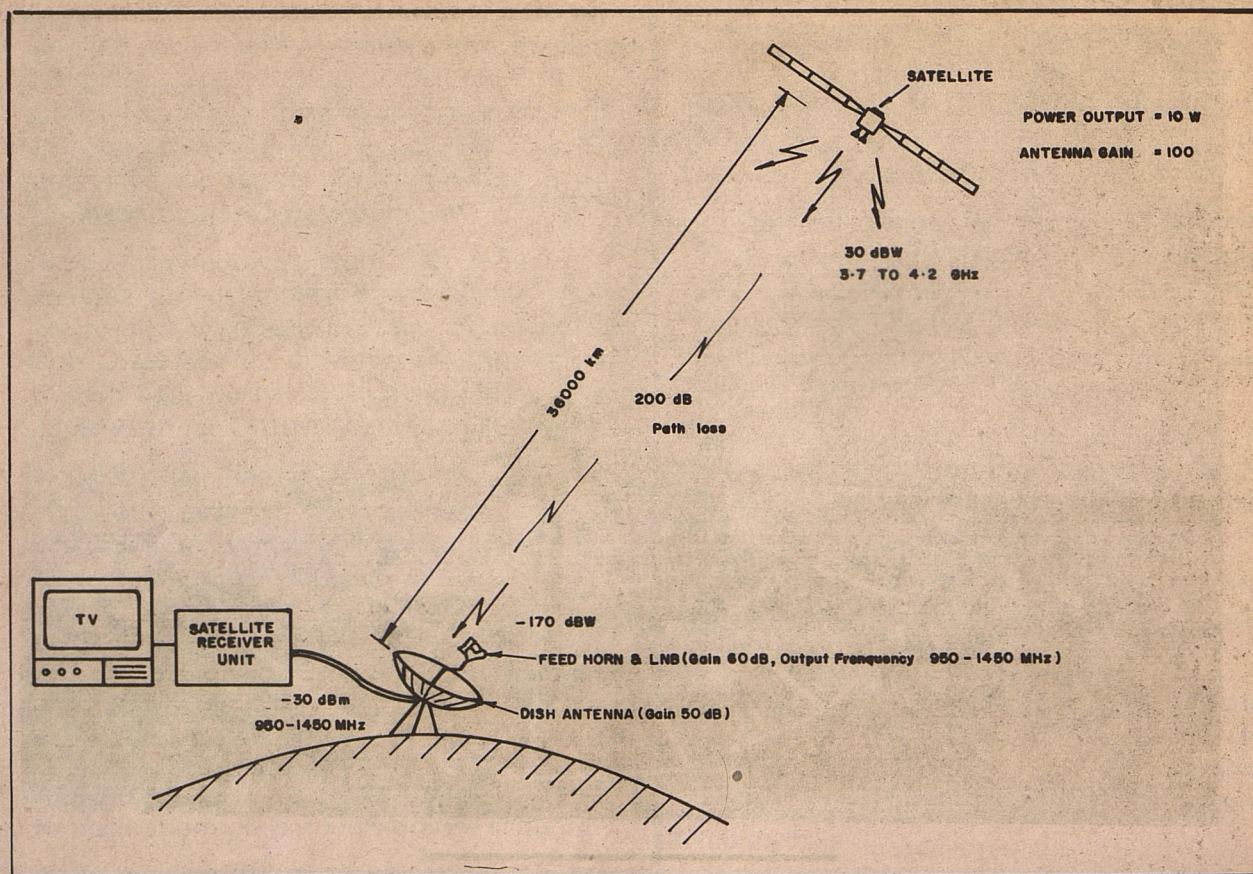 SATELLITE
POWER OUTPUT = 10 W
ANTENNA GAIN = 100
30 dBW
3·7 TO 4·2 GHz
36000 km
200 dB
Path loss
-170 dBW
TV
SATELLITE
RECEIVER
UNIT
FEED HORN & LNB (Gain 60dB, Output Frenquency 950-1450 MHz)
-30 dBm
950-1450 MHz
DISH ANTENNA (Gain 50 dB)